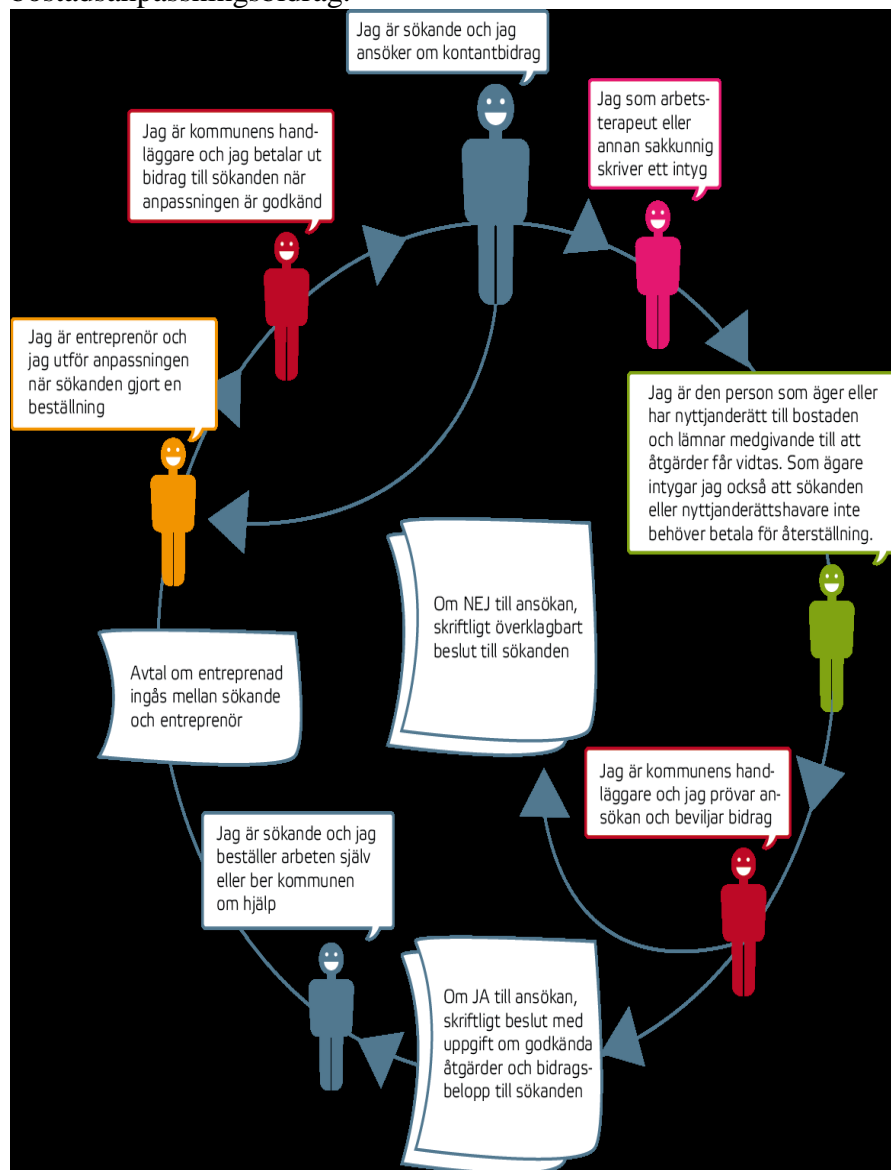 bostadsanpassningsbidrag.
Jag är sökande och jag
ansöker om kontantbidrag
Jag som arbets-
terapeut eller
annan sakkunnig
skriver ett intyg
Jag är den person som äger eller
har nyttjanderätt till bostaden
och lämnar medgivande till att
åtgärder får vidtas. Som ägare
intygar jag också att sökanden
eller nyttjanderättshavare inte
behöver betala för återställning.
Jag är kommunens hand-
läggare och jag prövar an-
sökan och beviljar bidrag
Om NEJ till ansökan,
skriftligt överklagbart
beslut till sökanden
Om JA till ansökan,
skriftligt beslut med
uppgift om godkända
åtgärder och bidrags-
belopp till sökanden
Jag är sökande och jag
beställer arbeten själv
eller ber kommunen
om hjälp
Avtal om entreprenad
ingås mellan sökande
och entreprenör
Jag är entreprenör och
jag utför anpassningen
när sökanden gjort en
beställning
Jag är kommunens hand-
läggare och jag betalar ut
bidrag till sökanden när
anpassningen är godkänd